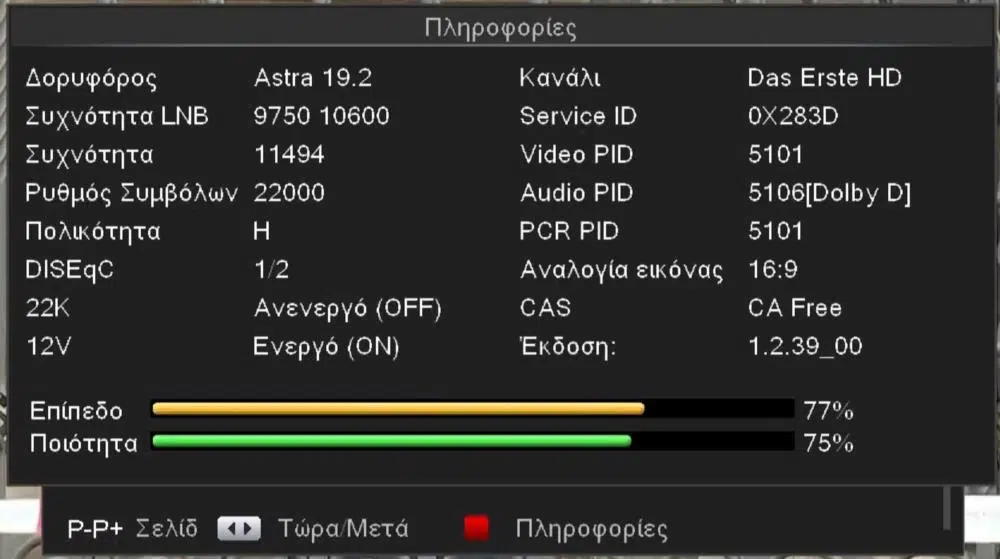 Πληροφορίες
Δορυφόρος Astra 19.2 Κανάλι Das Erste HD
Συχνότητα LNB 9750 10600 Service ID 0X283D
Συχνότητα 11494 Video PID 5101
Ρυθμός Συμβόλων 22000 Audio PID 5106[Dolby D]
Πολικότητα H PCR PID 5101
DISEqC 1/2 Αναλογία εικόνας 16:9
22K Ανενεργό (OFF) CAS CA Free
12V Ενεργό (ON) Έκδοση: 1.2.39_00
Επίπεδο 77%
Ποιότητα 75%
P-P+ Σελίδ Τώρα/Μετά Πληροφορίες